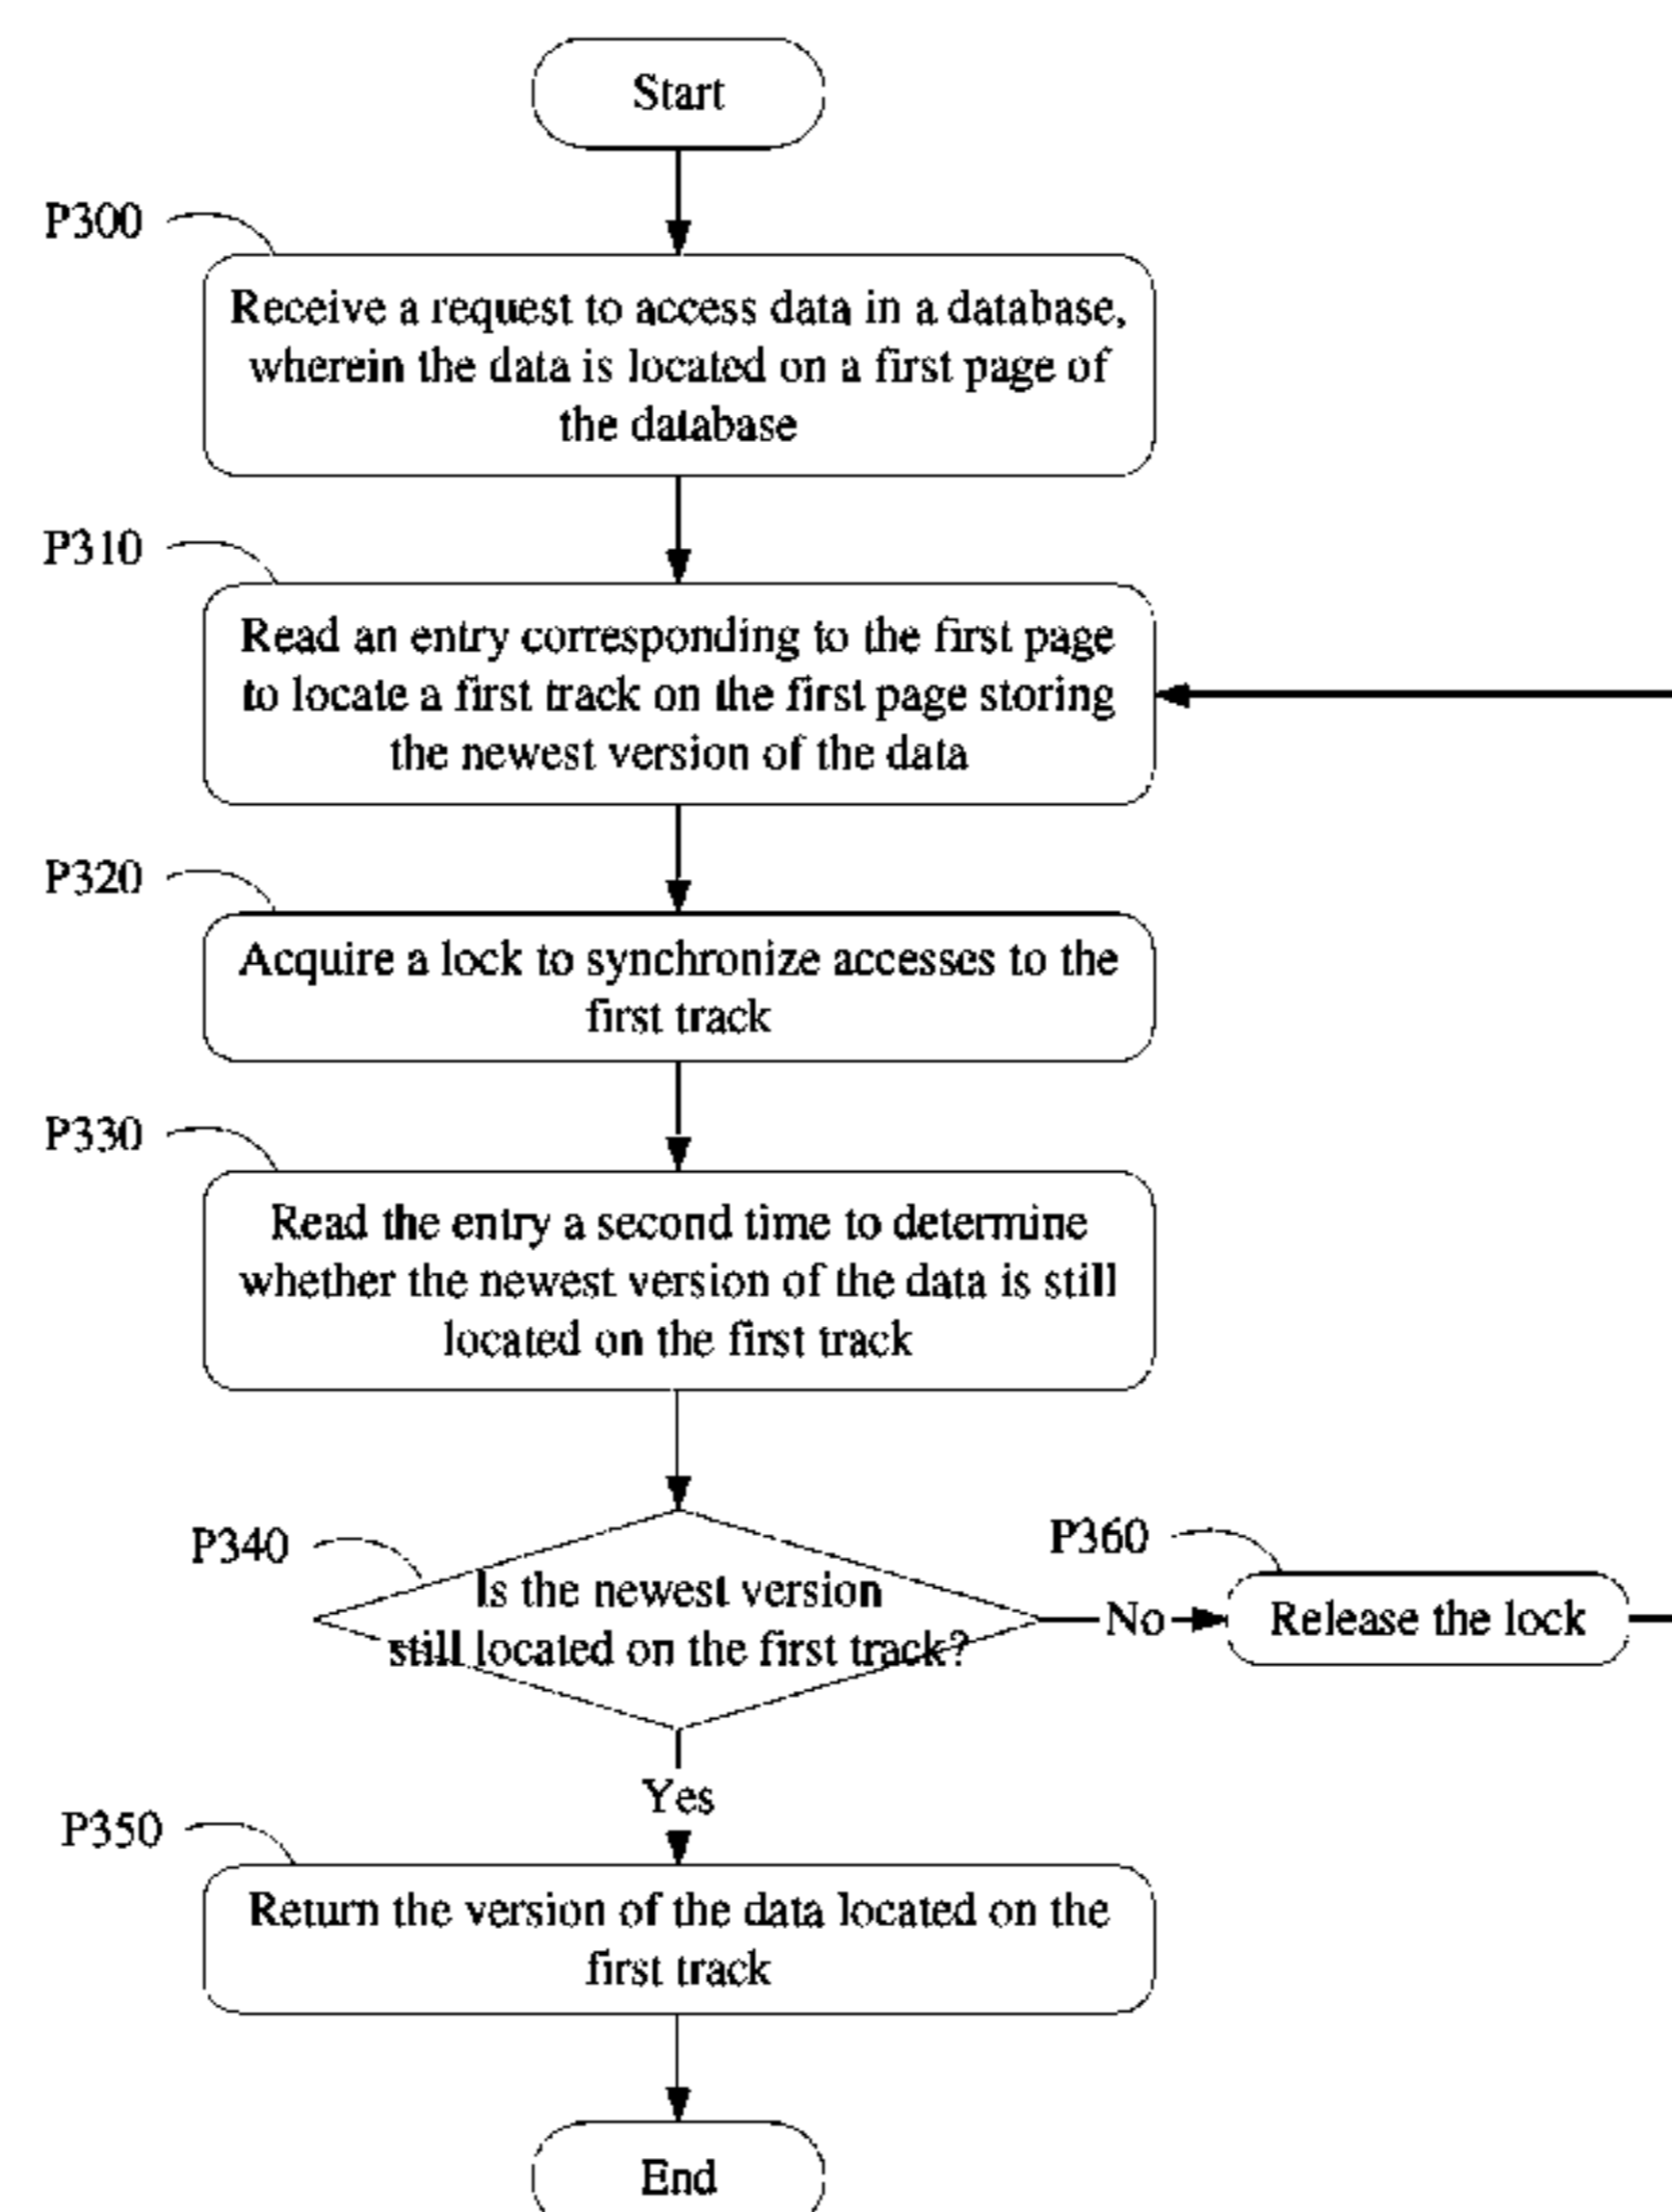 Start
P300
Receive a request to access data in a database,
wherein the data is located on a first page of
the database
P310
Read an entry corresponding to the first page
to locate a first track on the first page storing
the newest version of the data
P320
Acquire a lock to synchronize accesses to the
first track
P330
Read the entry a second time to determine
whether the newest version of the data is still
located on the first track
P340
Is the newest version
still located on the first track?
No
P360
Release the lock
Yes
P350
Return the version of the data located on the
first track
End